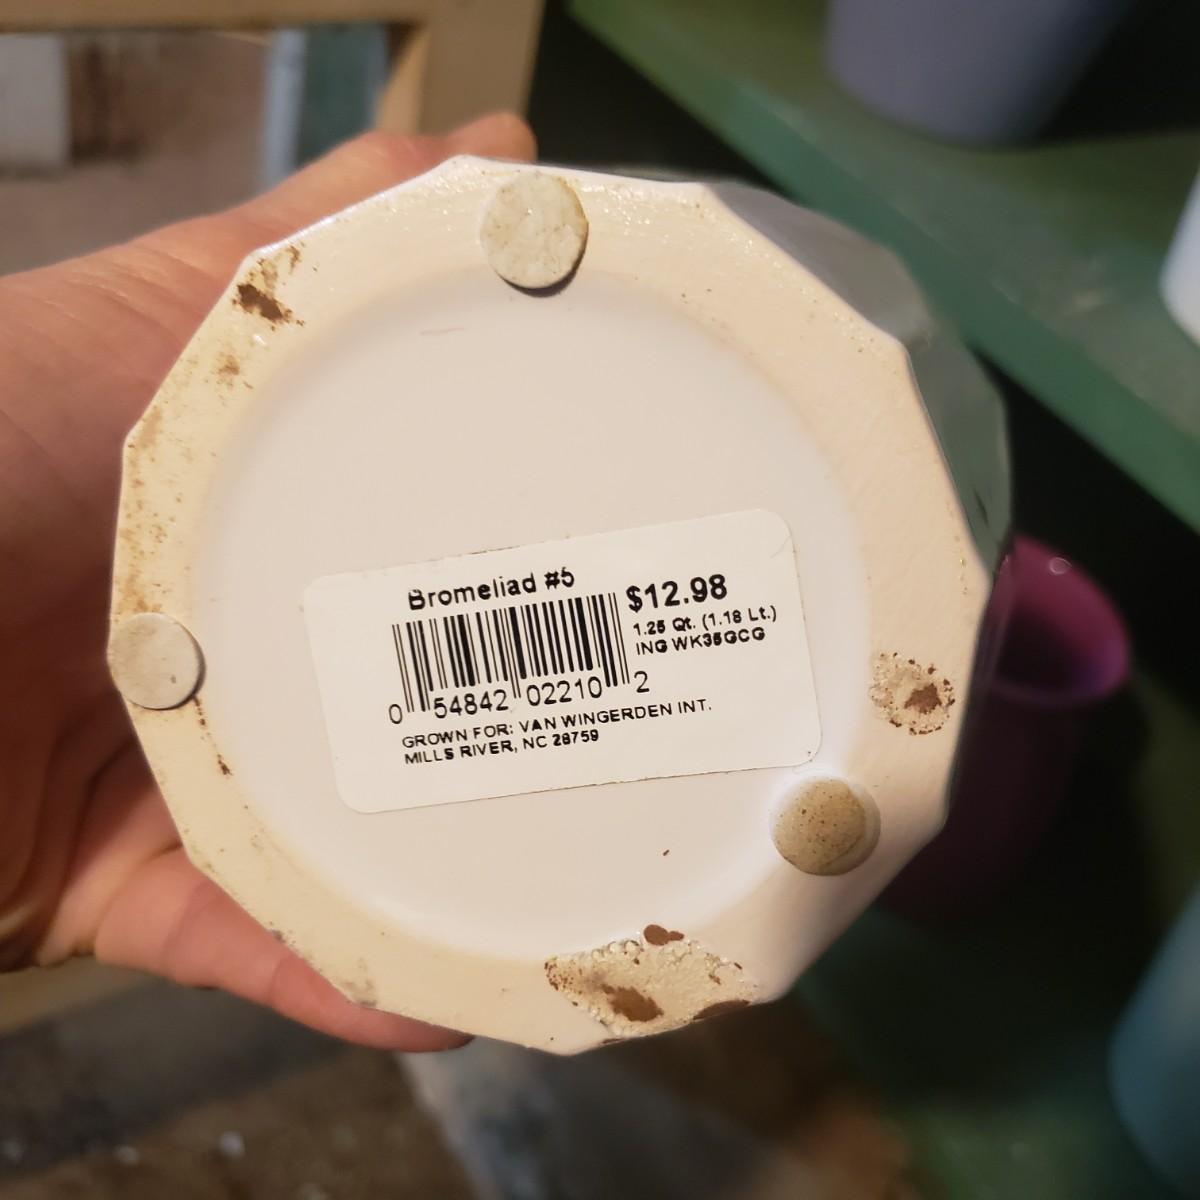 Bromeliad #5
$12.98
1.25 Qt. (1.18 Lt.)
ING WK35GCG
0 54842 02210 2
GROWN FOR: VAN WINGERDEN INT.
MILLS RIVER, NC 28759